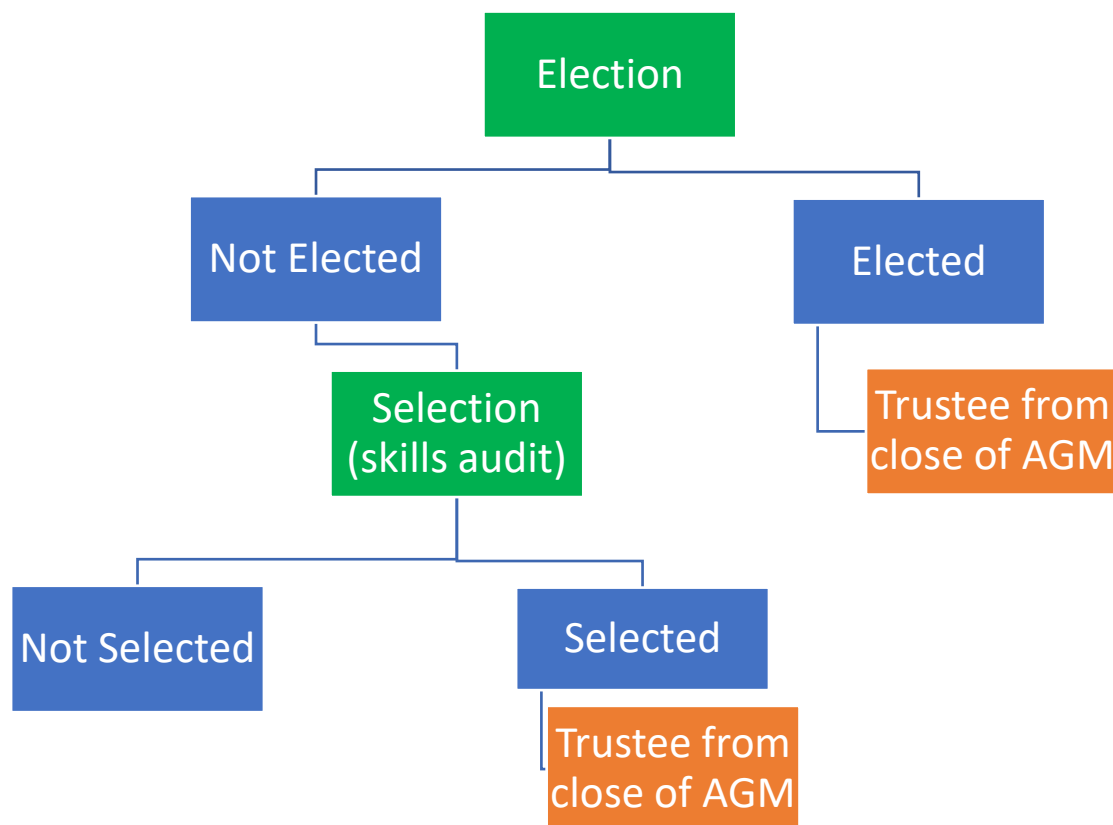 Election
Not Elected
Elected
Selection
(skills audit)
Trustee from
close of AGM
Not Selected
Selected
Trustee from
close of AGM